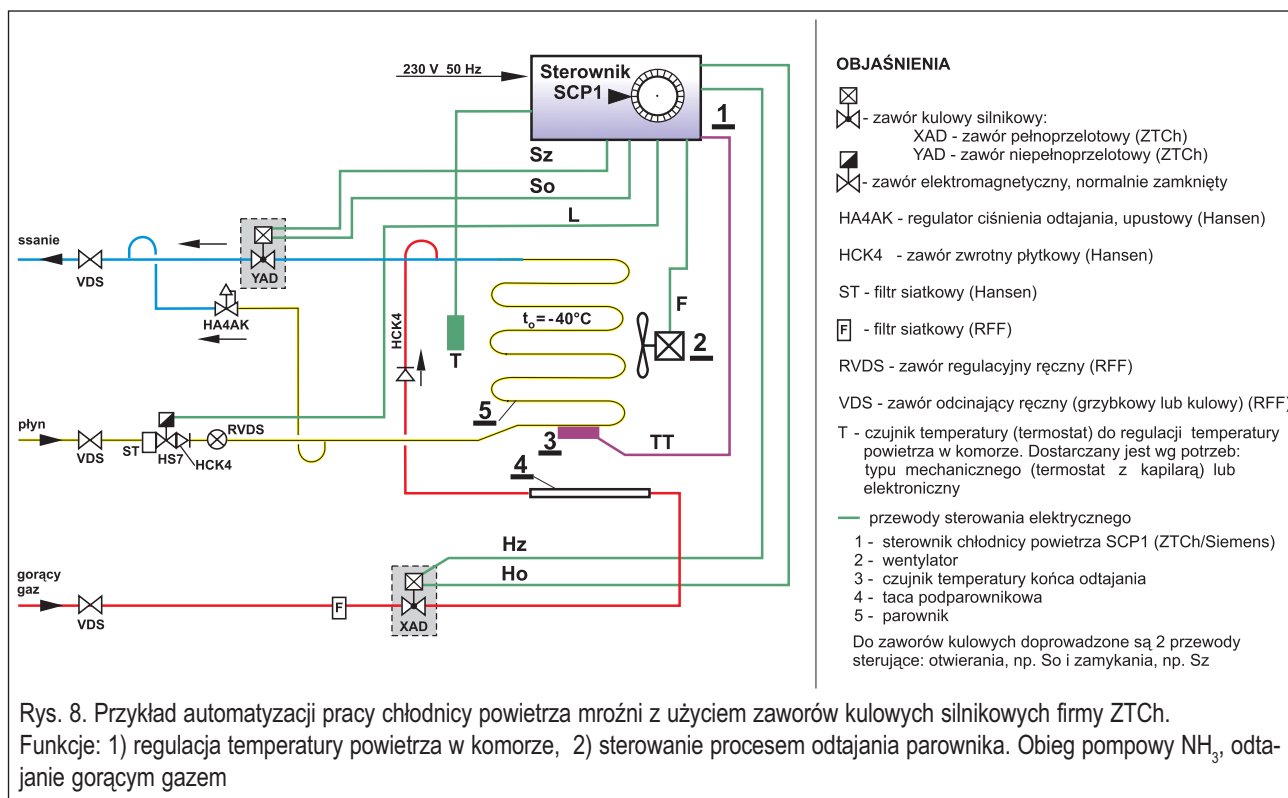 230 V 50 Hz
Sterownik
SCP1
1
Sz
So
L
ssanie
VDS
YAD
HA4AK
HCK4
T
t₀ = -40°C
F
2
płyn
VDS
ST
HS7
HCK4
RVDS
5
3
TT
4
Hz
Ho
gorący
gaz
VDS
F
XAD
OBJAŚNIENIA
- zawór kulowy silnikowy:
XAD - zawór pełnoprzelotowy (ZTCh)
YAD - zawór niepełnoprzelotowy (ZTCh)
- zawór elektromagnetyczny, normalnie zamknięty
HA4AK - regulator ciśnienia odtajania, upustowy (Hansen)
HCK4 - zawór zwrotny płytkowy (Hansen)
ST - filtr siatkowy (Hansen)
F - filtr siatkowy (RFF)
RVDS - zawór regulacyjny ręczny (RFF)
VDS - zawór odcinający ręczny (grzybkowy lub kulowy) (RFF)
T - czujnik temperatury (termostat) do regulacji temperatury
powietrza w komorze. Dostarczany jest wg potrzeb:
typu mechanicznego (termostat z kapilarą) lub
elektroniczny
— przewody sterowania elektrycznego
1 - sterownik chłodnicy powietrza SCP1 (ZTCh/Siemens)
2 - wentylator
3 - czujnik temperatury końca odtajania
4 - taca podparownikowa
5 - parownik
Do zaworów kulowych doprowadzone są 2 przewody
sterujące: otwierania, np. So i zamykania, np. Sz
Rys. 8. Przykład automatyzacji pracy chłodnicy powietrza mroźni z użyciem zaworów kulowych silnikowych firmy ZTCh.
Funkcje: 1) regulacja temperatury powietrza w komorze, 2) sterowanie procesem odtajania parownika. Obieg pompowy NH₃, odta-
janie gorącym gazem